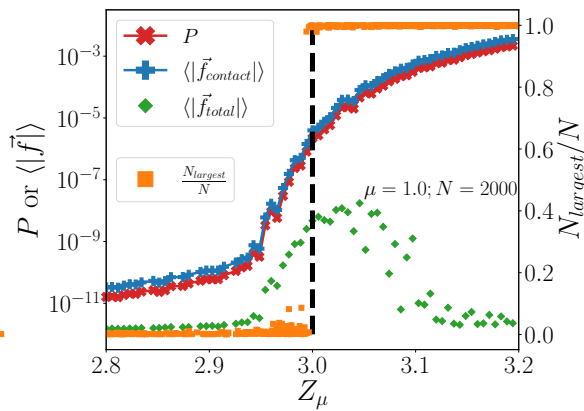 P
⟨|f⃗_contact|⟩
⟨|f⃗_total|⟩
N_largest/N
μ = 1.0; N = 2000
P or ⟨|f⃗|⟩
10⁻³
10⁻⁵
10⁻⁷
10⁻⁹
10⁻¹¹
N_largest/N
1.0
0.8
0.6
0.4
0.2
0.0
2.8 2.9 3.0 3.1 3.2
Z_μ